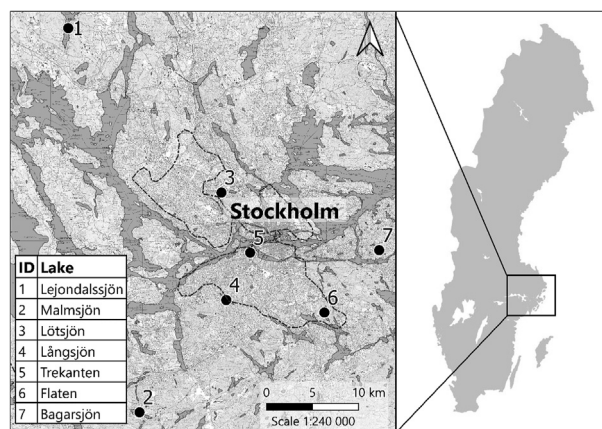 1
3
Stockholm
7
5
4
6
2
ID Lake
1 Lejondalssjön
2 Malmsjön
3 Lötsjön
4 Långsjön
5 Trekanten
6 Flaten
7 Bagarsjön
0 5 10 km
Scale 1:240 000